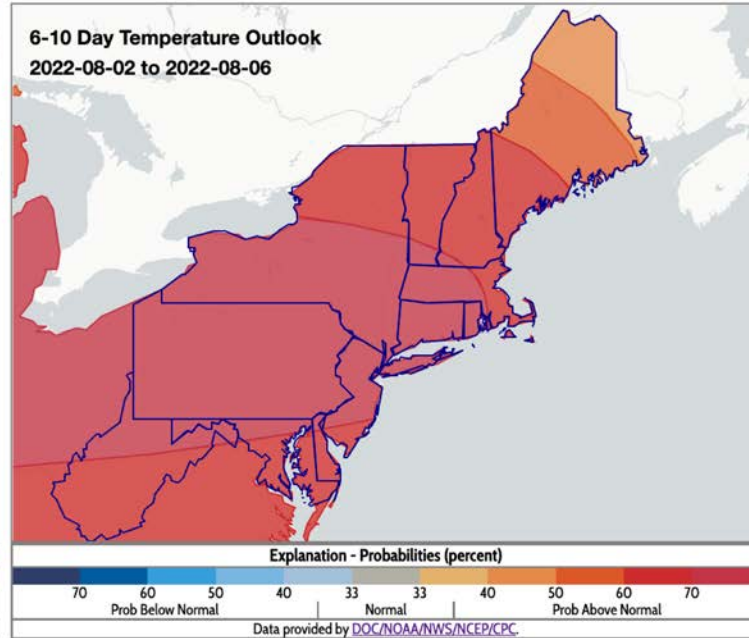 6-10 Day Temperature Outlook
2022-08-02 to 2022-08-06
Explanation - Probabilities (percent)
70 60 50 40 33 33 40 50 60 70
Prob Below Normal | Normal | Prob Above Normal
Data provided by DOC/NOAA/NWS/NCEP/CPC.